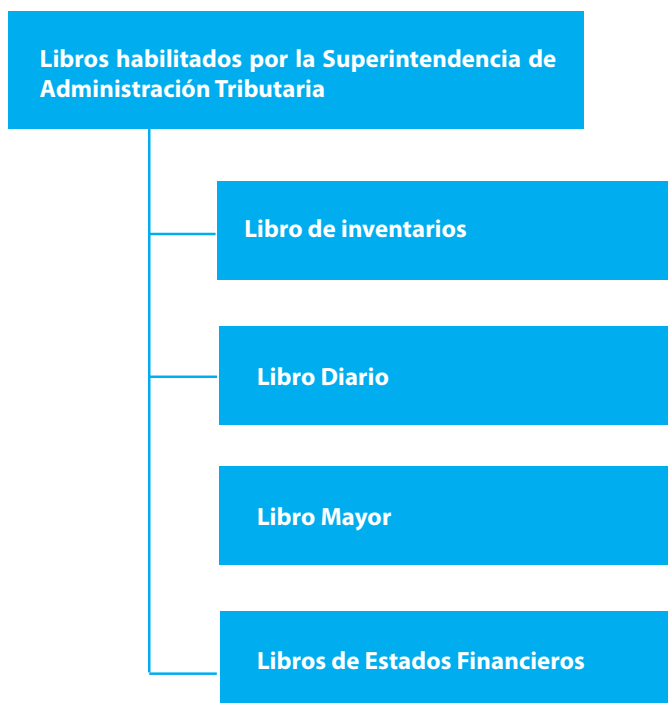 Libros habilitados por la Superintendencia de
Administración Tributaria
Libro de inventarios
Libro Diario
Libro Mayor
Libros de Estados Financieros